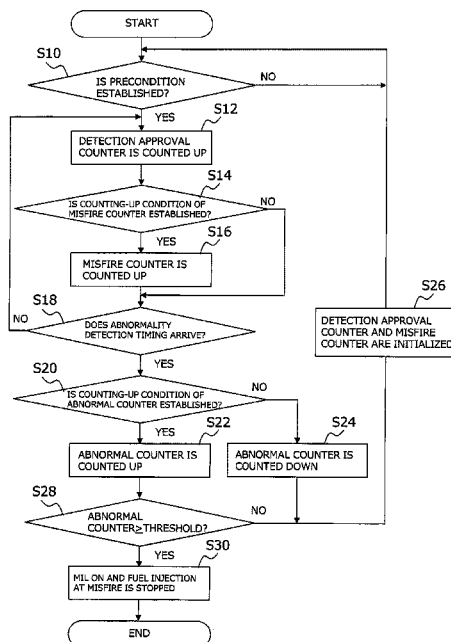 START
S10
IS PRECONDITION
ESTABLISHED?
NO
YES
S12
DETECTION APPROVAL
COUNTER IS COUNTED UP
S14
IS COUNTING-UP CONDITION OF
MISFIRE COUNTER ESTABLISHED?
NO
YES
S16
MISFIRE COUNTER IS
COUNTED UP
S18
NO
DOES ABNORMALITY
DETECTION TIMING ARRIVE?
YES
S26
DETECTION APPROVAL
COUNTER AND MISFIRE
COUNTER ARE INITIALIZED
S20
IS COUNTING-UP CONDITION OF
ABNORMAL COUNTER ESTABLISHED?
NO
YES
S22
ABNORMAL COUNTER IS
COUNTED UP
S24
ABNORMAL COUNTER IS
COUNTED DOWN
S28
ABNORMAL
COUNTER≥THRESHOLD?
NO
YES
S30
MIL ON AND FUEL INJECTION
AT MISFIRE IS STOPPED
END